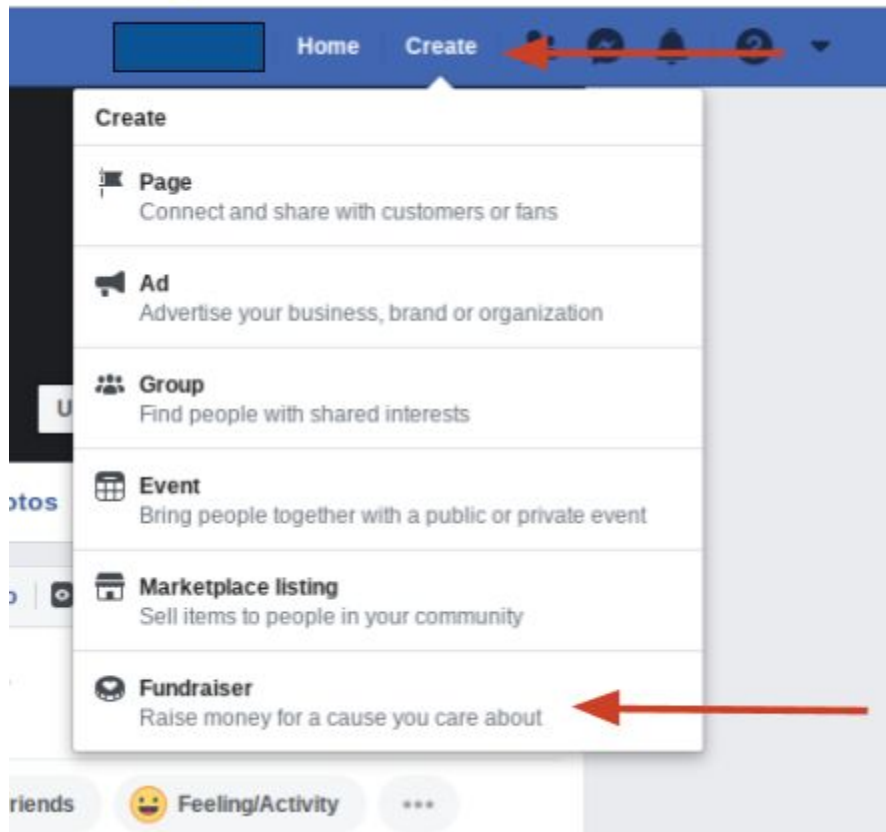 Home Create
Create
Page
Connect and share with customers or fans
Ad
Advertise your business, brand or organization
U
Group
Find people with shared interests
otos
Event
Bring people together with a public or private event
Marketplace listing
Sell items to people in your community
Fundraiser
Raise money for a cause you care about
riends Feeling/Activity